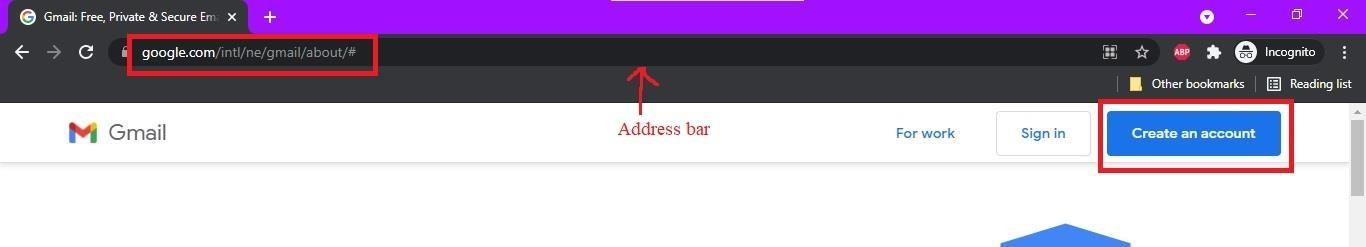 Gmail: Free, Private & Secure Ema
google.com/intl/ne/gmail/about/#
ABP
Incognito
Other bookmarks
Reading list
Address bar
Gmail
For work
Sign in
Create an account